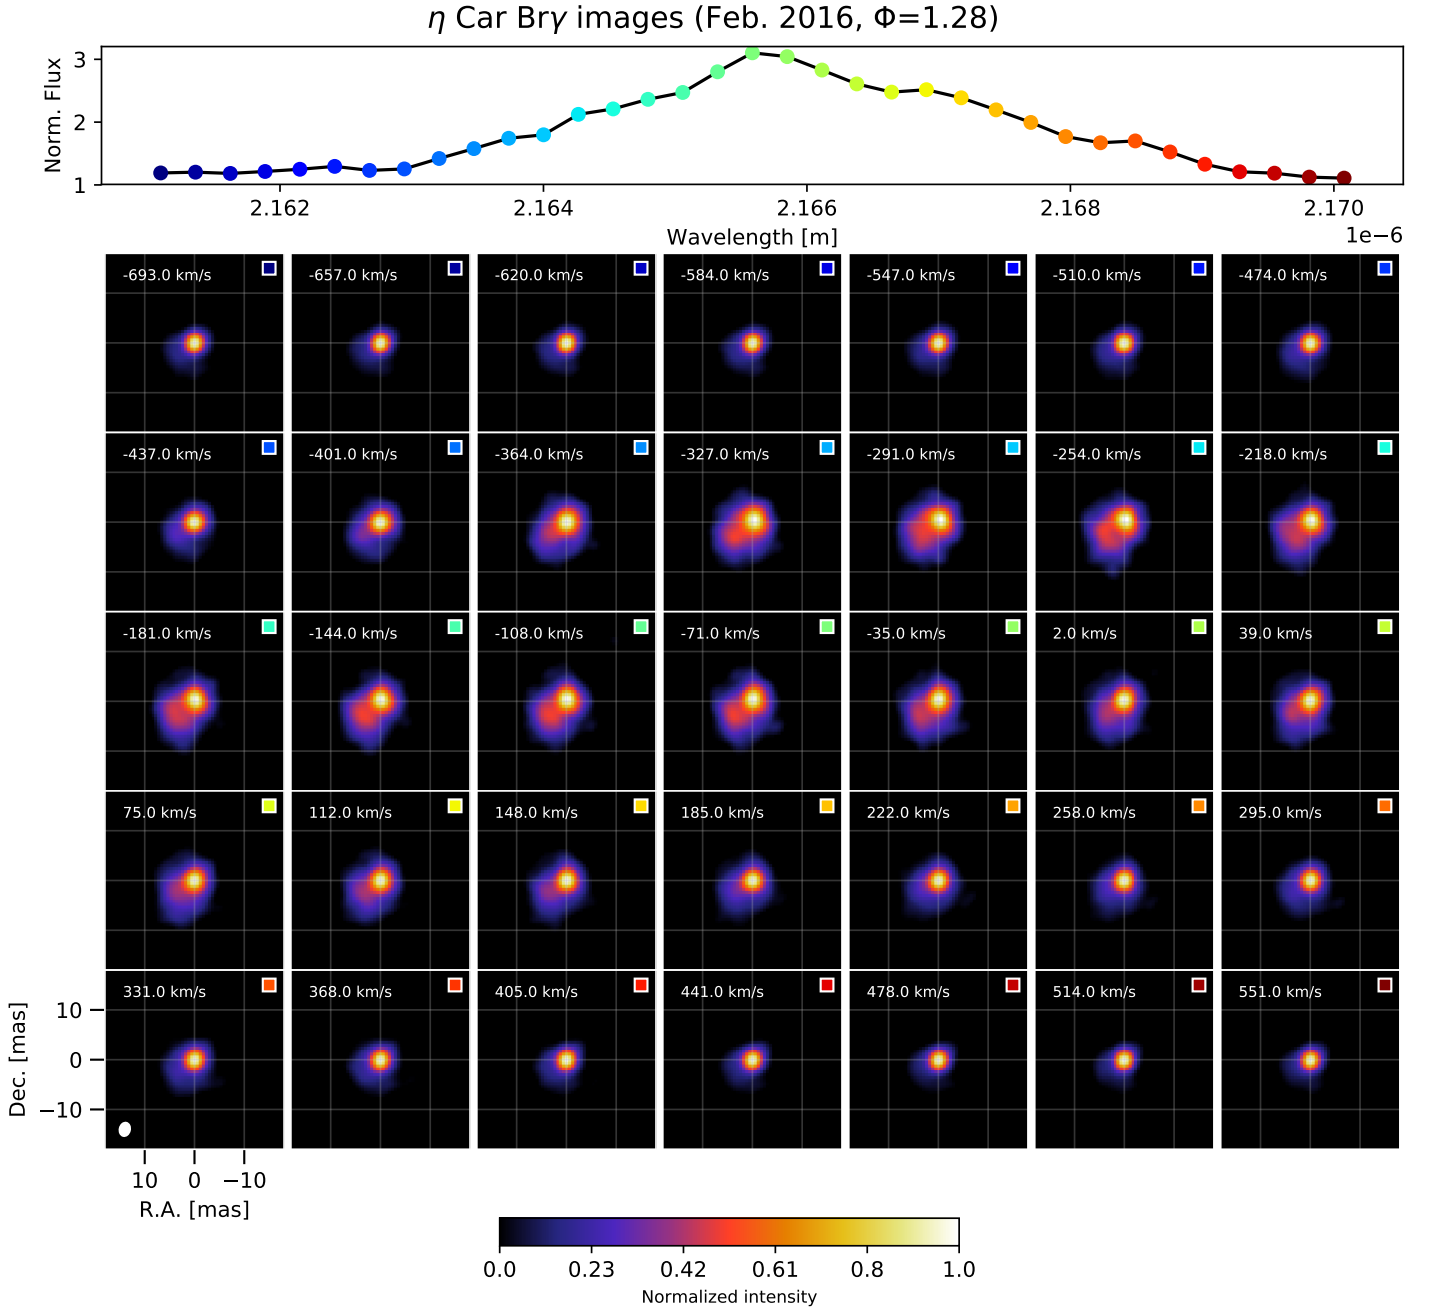 η Car Brγ images (Feb. 2016, Φ=1.28)
Norm. Flux
3
2
1
2.162 2.164 2.166 2.168 2.170
Wavelength [m]
1e−6
-693.0 km/s -657.0 km/s -620.0 km/s -584.0 km/s -547.0 km/s -510.0 km/s -474.0 km/s
-437.0 km/s -401.0 km/s -364.0 km/s -327.0 km/s -291.0 km/s -254.0 km/s -218.0 km/s
-181.0 km/s -144.0 km/s -108.0 km/s -71.0 km/s -35.0 km/s 2.0 km/s 39.0 km/s
75.0 km/s 112.0 km/s 148.0 km/s 185.0 km/s 222.0 km/s 258.0 km/s 295.0 km/s
331.0 km/s 368.0 km/s 405.0 km/s 441.0 km/s 478.0 km/s 514.0 km/s 551.0 km/s
Dec. [mas]
10
0
−10
10 0 −10
R.A. [mas]
0.0 0.23 0.42 0.61 0.8 1.0
Normalized intensity